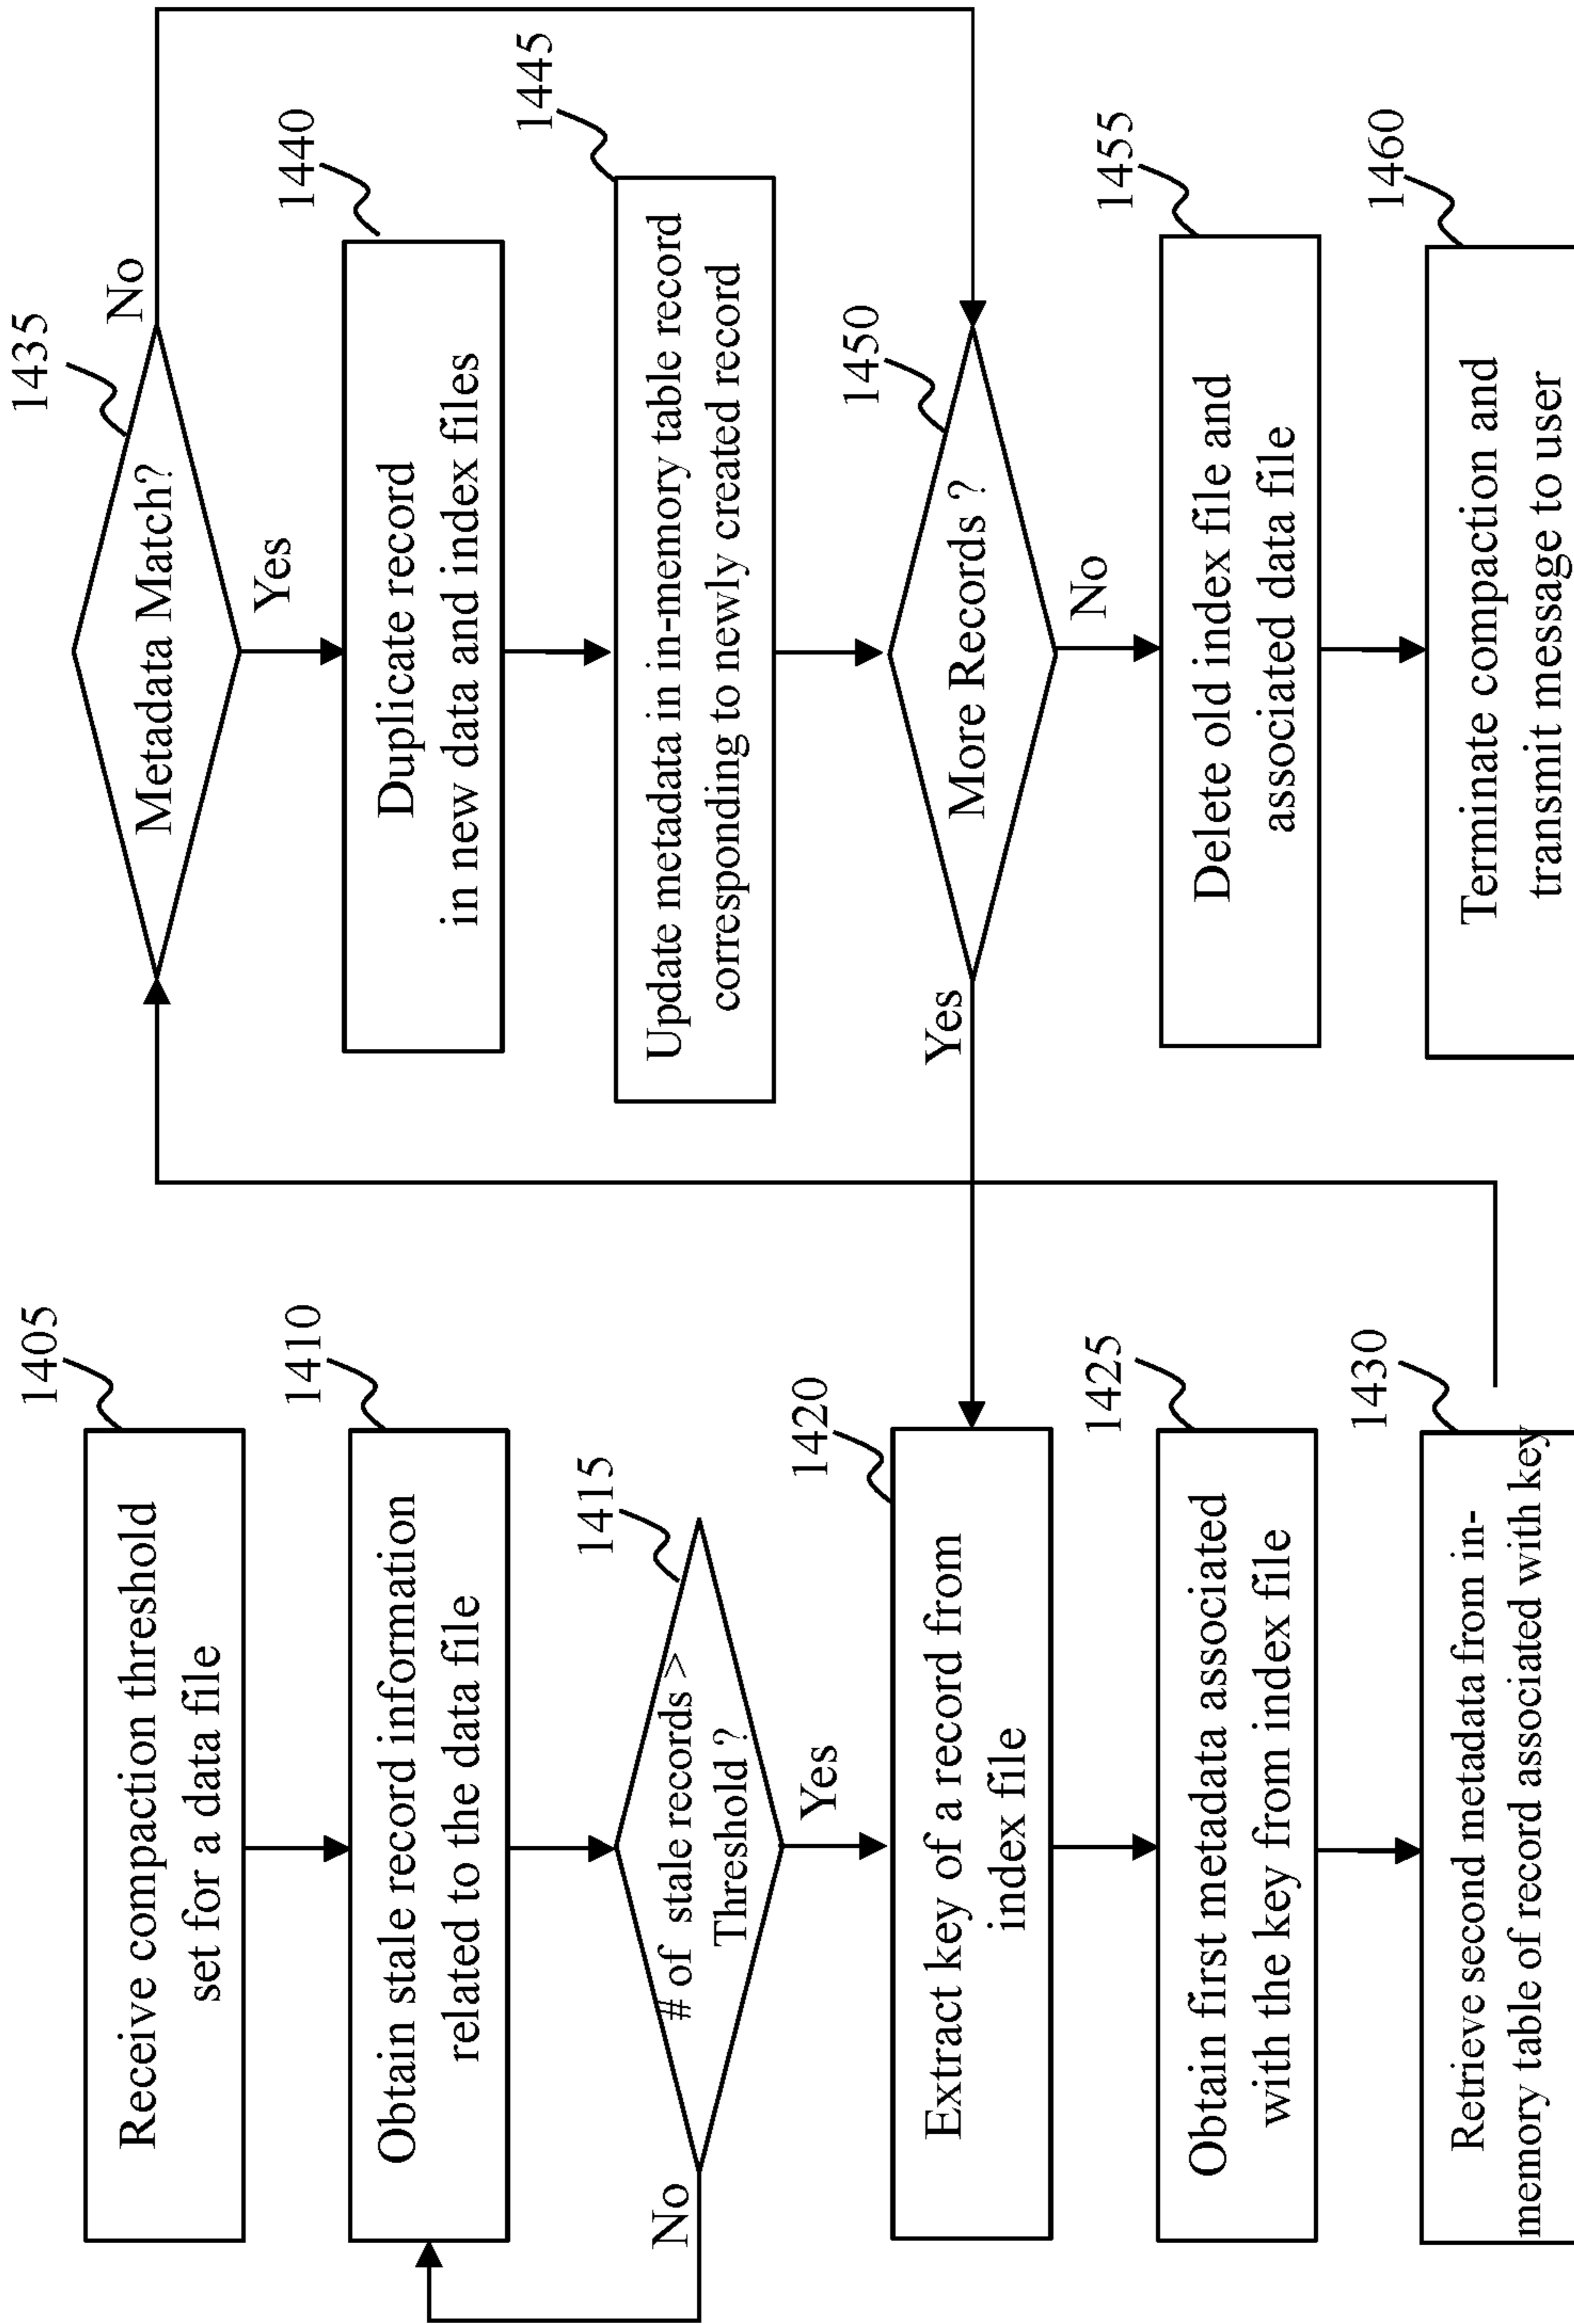 1405
Receive compaction threshold
set for a data file
1410
Obtain stale record information
related to the data file
1415
# of stale records >
Threshold ?
No
Yes
1420
Extract key of a record from
index file
1425
Obtain first metadata associated
with the key from index file
1430
Retrieve second metadata from in-
memory table of record associated with key
1435
Metadata Match?
No
Yes
1440
Duplicate record
in new data and index files
1445
Update metadata in in-memory table record
corresponding to newly created record
1450
More Records ?
Yes
No
1455
Delete old index file and
associated data file
1460
Terminate compaction and
transmit message to user